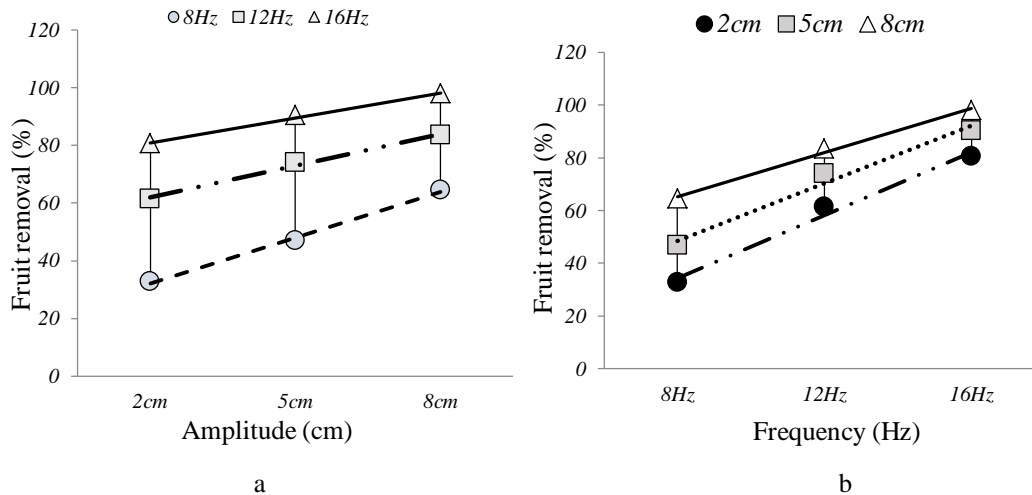 8Hz 12Hz 16Hz
120
100
80
60
40
20
0
Fruit removal (%)
2cm 5cm 8cm
Amplitude (cm)
a
2cm 5cm 8cm
120
100
80
60
40
20
0
Fruit removal (%)
8Hz 12Hz 16Hz
Frequency (Hz)
b